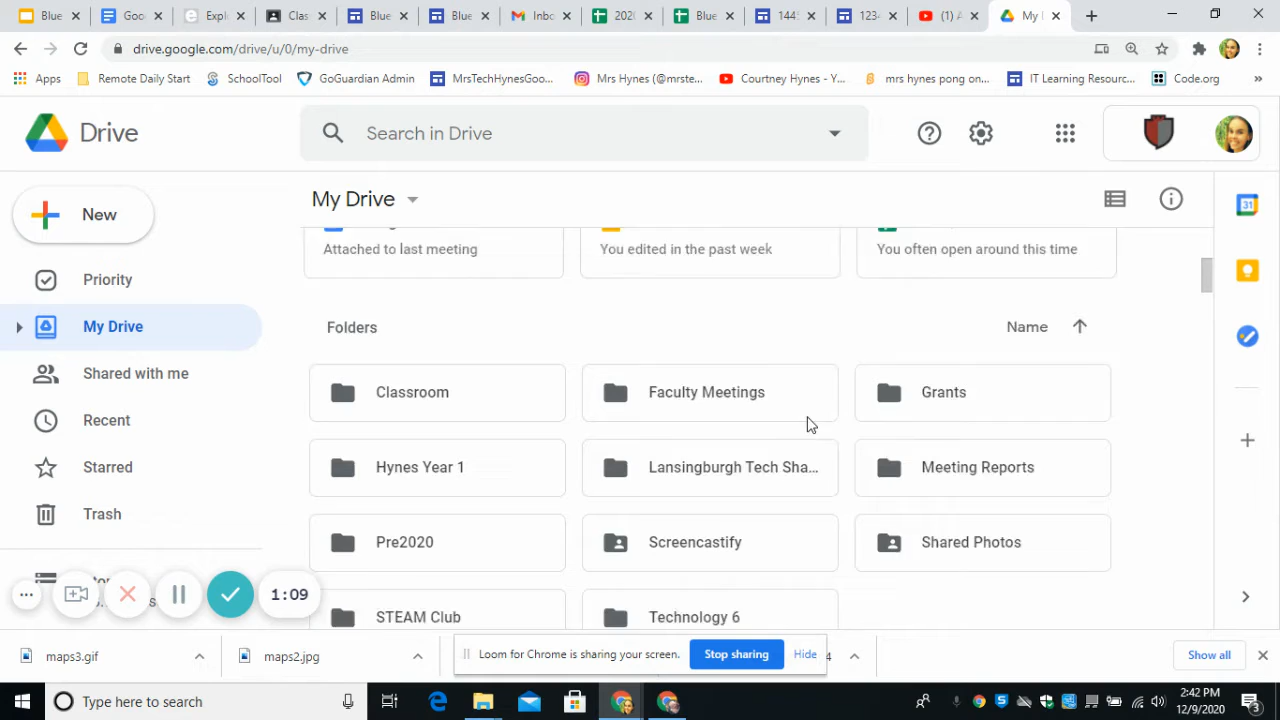 Blue
Goo
Expl
Clas
Blue
Blue
Inbo
202
Blue
144
123
(1) A
My I
drive.google.com/drive/u/0/my-drive
Apps
Remote Daily Start
SchoolTool
GoGuardian Admin
MrsTechHynesGoo...
Mrs Hynes (@mrste...
Courtney Hynes - Y...
mrs hynes pong on...
IT Learning Resourc...
Code.org
»
Drive
Search in Drive
New
My Drive
Attached to last meeting
You edited in the past week
You often open around this time
Priority
My Drive
Shared with me
Recent
Starred
Trash
Folders
Name
Classroom
Faculty Meetings
Grants
Hynes Year 1
Lansingburgh Tech Sha...
Meeting Reports
Pre2020
Screencastify
Shared Photos
STEAM Club
Technology 6
31
1:09
maps3.gif
maps2.jpg
Loom for Chrome is sharing your screen.
Stop sharing
Hide
4
Show all
Type here to search
2:42 PM
12/9/2020
3